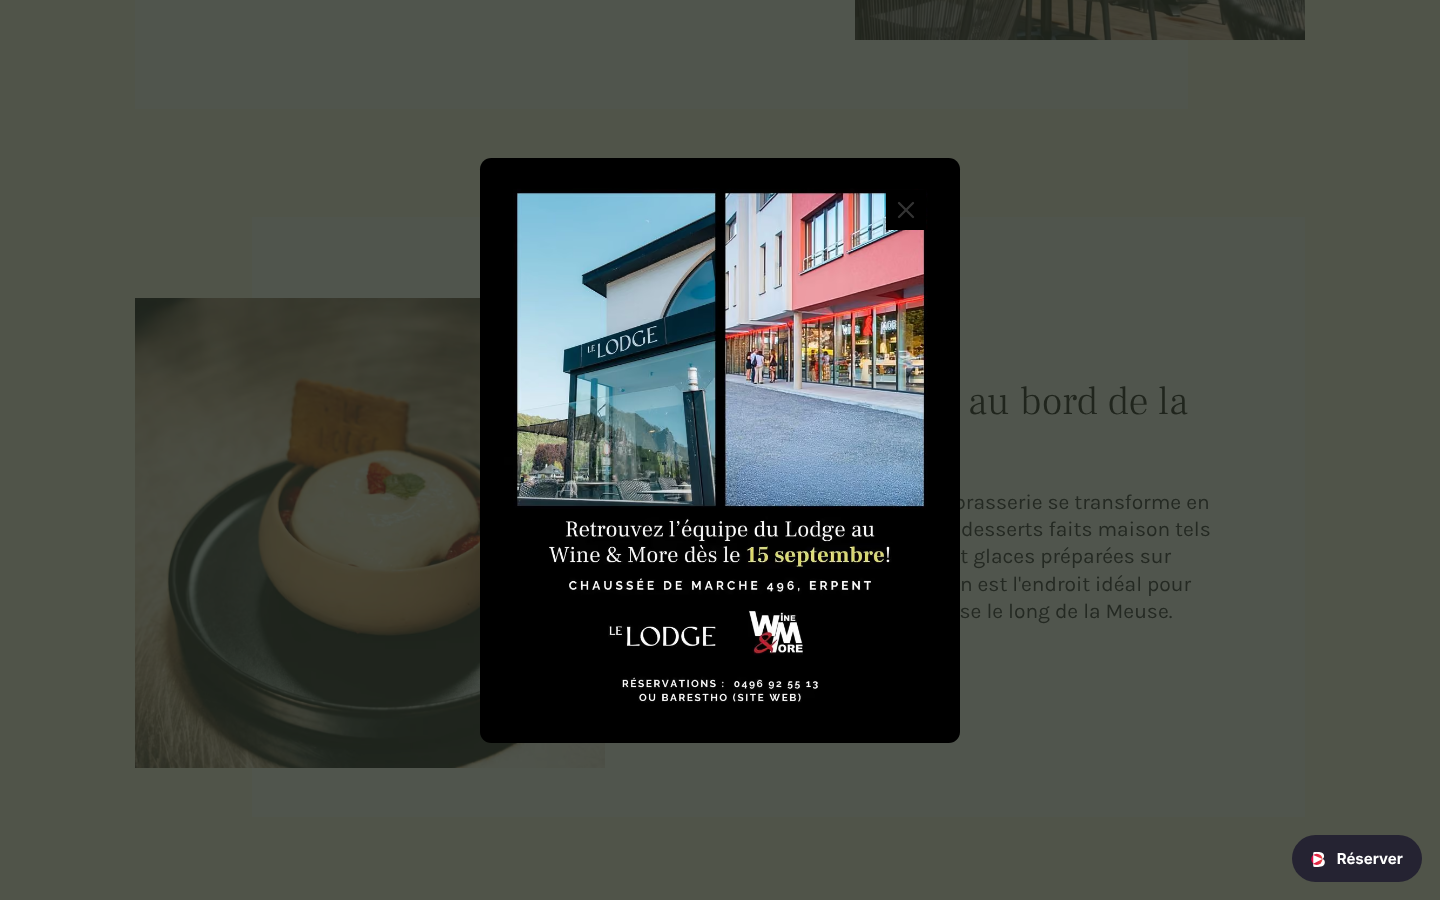 LE LODGE
au bord de la
brasserie se transforme en
desserts faits maison tels
t glaces préparées sur
n est l'endroit idéal pour
se le long de la Meuse.
Retrouvez l'équipe du Lodge au
Wine & More dès le 15 septembre!
CHAUSSÉE DE MARCHE 496, ERPENT
LE LODGE
WINE & MORE
RÉSERVATIONS : 0496 92 55 13
OU BARESTHO (SITE WEB)
Réserver